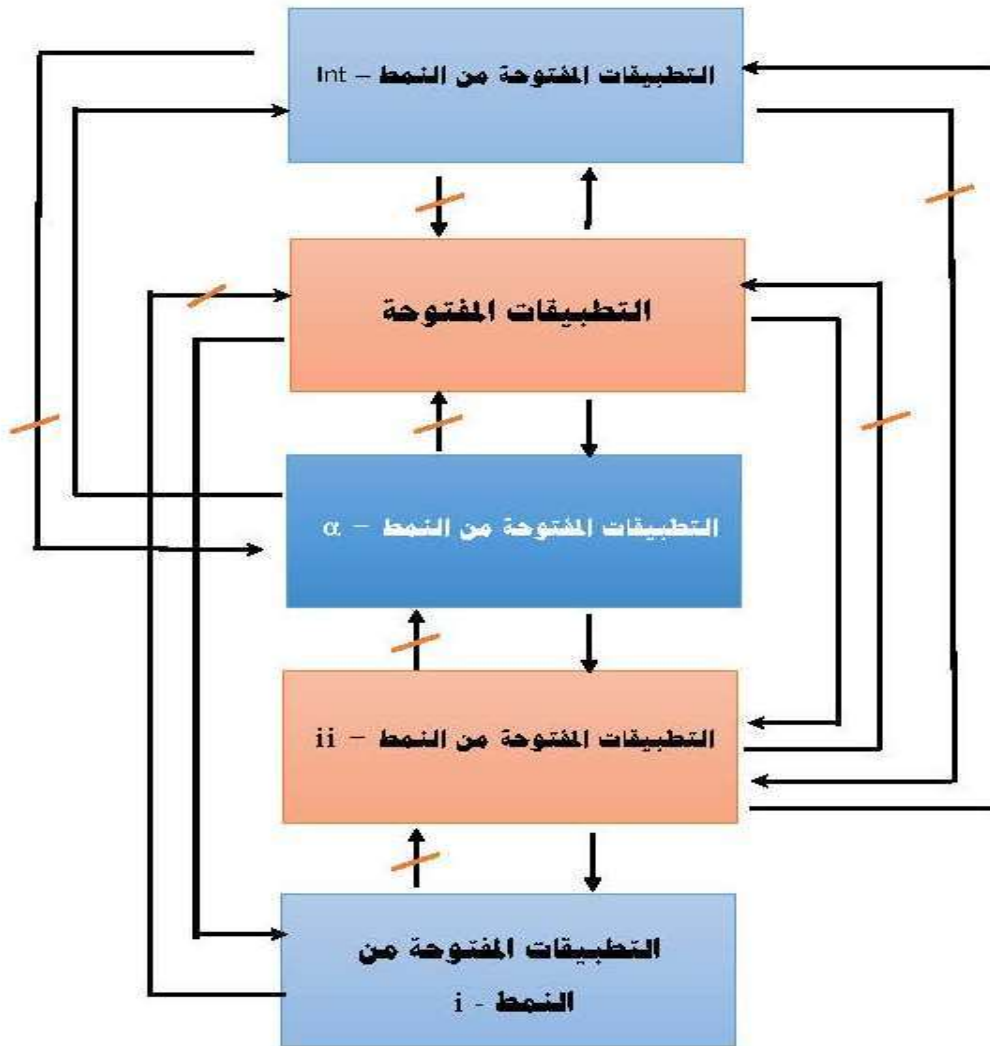 التطبيقات المفتوحة من النمط – Int
التطبيقات المفتوحة
التطبيقات المفتوحة من النمط – α
التطبيقات المفتوحة من النمط – ii
التطبيقات المفتوحة من
النمط - i